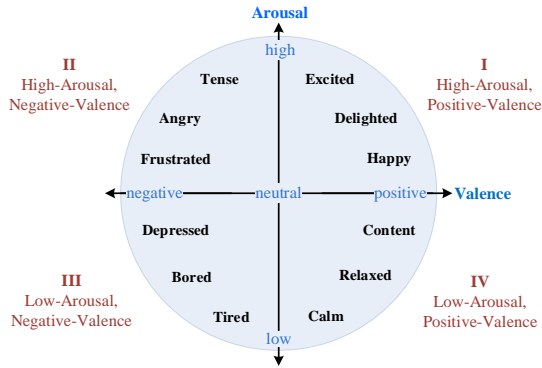 Arousal
high
II
High-Arousal,
Negative-Valence
I
High-Arousal,
Positive-Valence
Tense
Excited
Angry
Delighted
Frustrated
Happy
negative
neutral
positive
Valence
Depressed
Content
Bored
Relaxed
Tired
Calm
III
Low-Arousal,
Negative-Valence
IV
Low-Arousal,
Positive-Valence
low